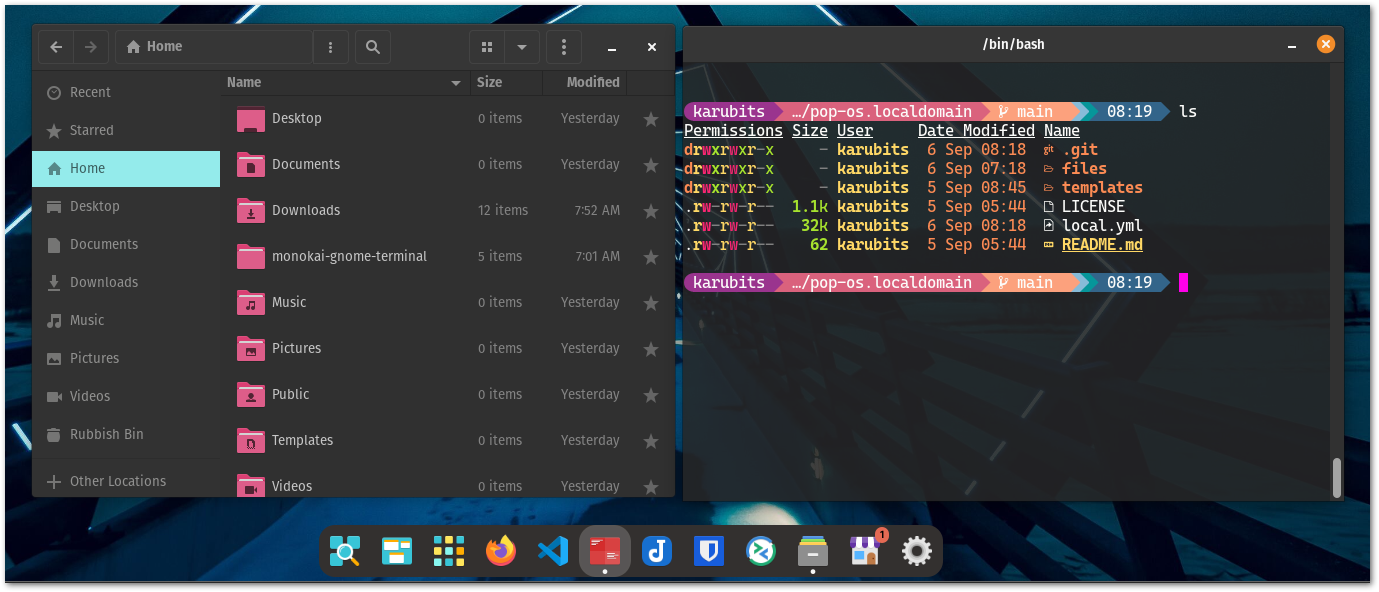 Home
Name Size Modified
Recent
Starred
Home
Desktop
Documents
Downloads
Music
Pictures
Videos
Rubbish Bin
Other Locations
Desktop 0 items Yesterday
Documents 0 items Yesterday
Downloads 12 items 7:52 AM
monokai-gnome-terminal 5 items 7:01 AM
Music 0 items Yesterday
Pictures 0 items Yesterday
Public 0 items Yesterday
Templates 0 items Yesterday
Videos 0 items Yesterday
/bin/bash
karubits …/pop-os.localdomain main 08:19 ls
Permissions Size User Date Modified Name
drwxrwxr-x - karubits 6 Sep 08:18 .git
drwxrwxr-x - karubits 6 Sep 07:18 files
drwxrwxr-x - karubits 5 Sep 08:45 templates
.rw-rw-r-- 1.1k karubits 5 Sep 05:44 LICENSE
.rw-rw-r-- 32k karubits 6 Sep 08:18 local.yml
.rw-rw-r-- 62 karubits 5 Sep 05:44 README.md
karubits …/pop-os.localdomain main 08:19
1